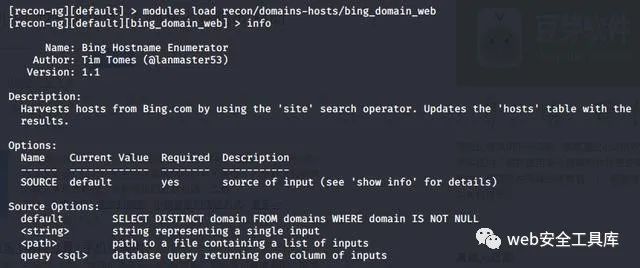 [recon-ng][default] > modules load recon/domains-hosts/bing_domain_web
[recon-ng][default][bing_domain_web] > info
Name: Bing Hostname Enumerator
Author: Tim Tomes (@lanmaster53)
Version: 1.1
Description:
Harvests hosts from Bing.com by using the 'site' search operator. Updates the 'hosts' table with the
results.
Options:
Name Current Value Required Description
------ ------------- -------- -----------
SOURCE default yes source of input (see 'show info' for details)
Source Options:
default SELECT DISTINCT domain FROM domains WHERE domain IS NOT NULL
<string> string representing a single input
<path> path to a file containing a list of inputs
query <sql> database query returning one column of inputs
web安全工具库